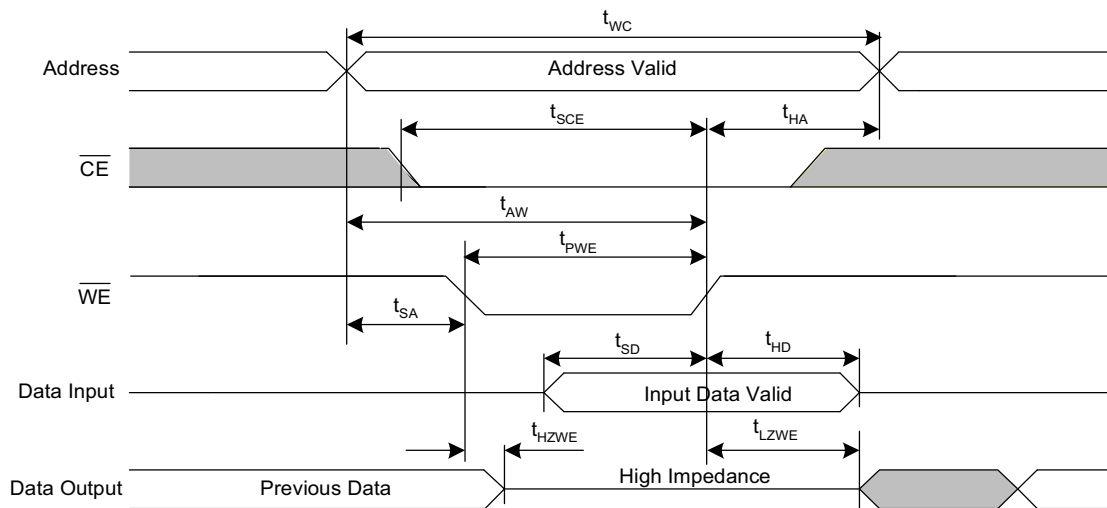 tWC
Address
Address Valid
tSCE
tHA
CE
tAW
tPWE
WE
tSA
tSD
tHD
Data Input
Input Data Valid
tHZWE
tLZWE
Data Output
Previous Data
High Impedance